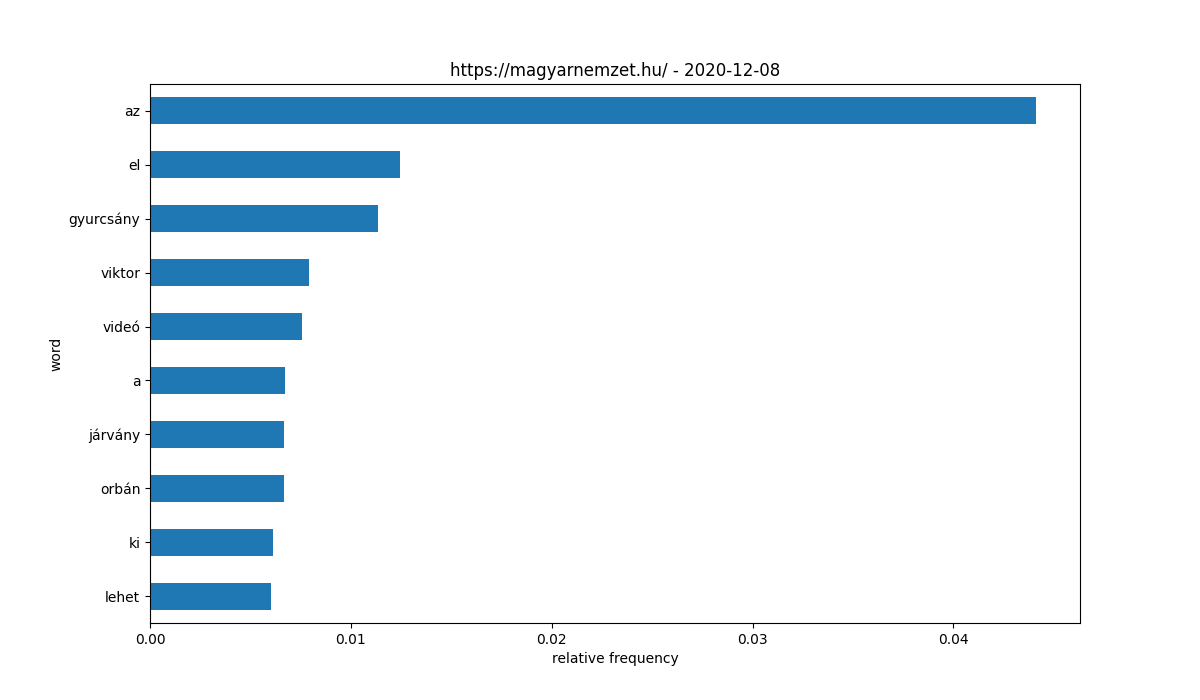 https://magyarnemzet.hu/ - 2020-12-08
az
el
gyurcsány
viktor
videó
a
járvány
orbán
ki
lehet
word
0.00 0.01 0.02 0.03 0.04
relative frequency